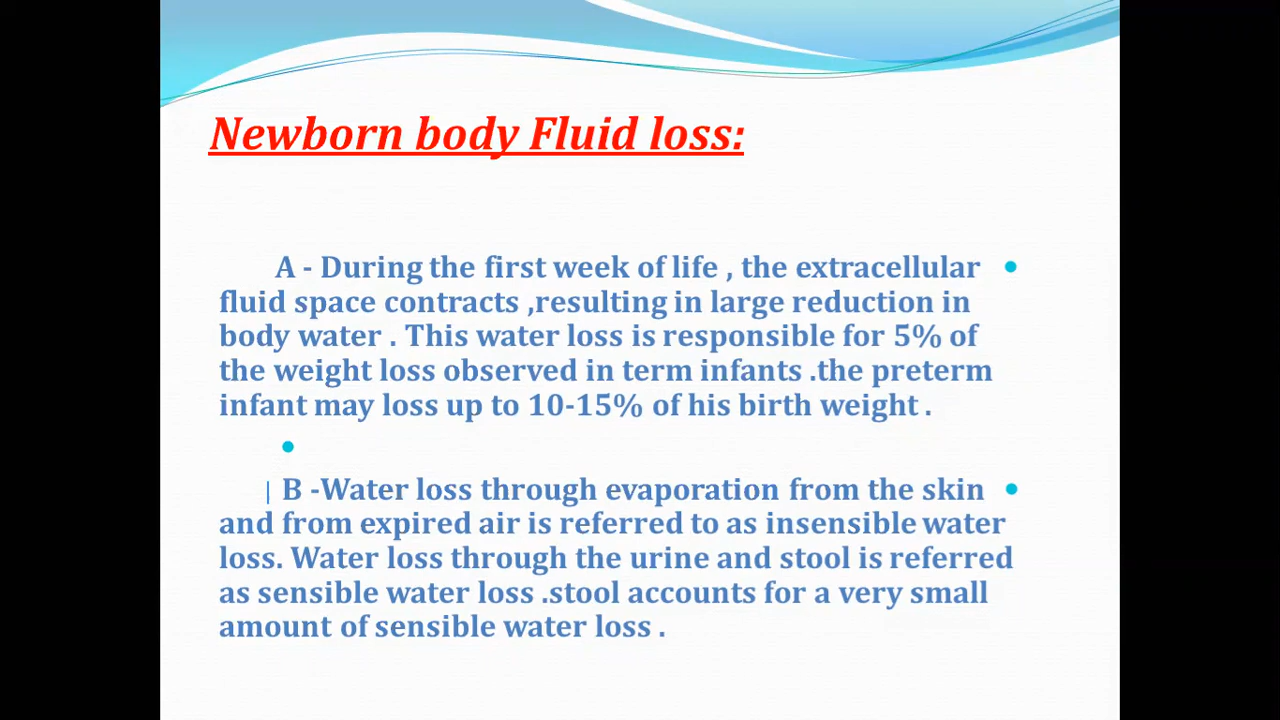 Newborn body Fluid loss:
A - During the first week of life , the extracellular
fluid space contracts ,resulting in large reduction in
body water . This water loss is responsible for 5% of
the weight loss observed in term infants .the preterm
infant may loss up to 10-15% of his birth weight .
| B -Water loss through evaporation from the skin
and from expired air is referred to as insensible water
loss. Water loss through the urine and stool is referred
as sensible water loss .stool accounts for a very small
amount of sensible water loss .